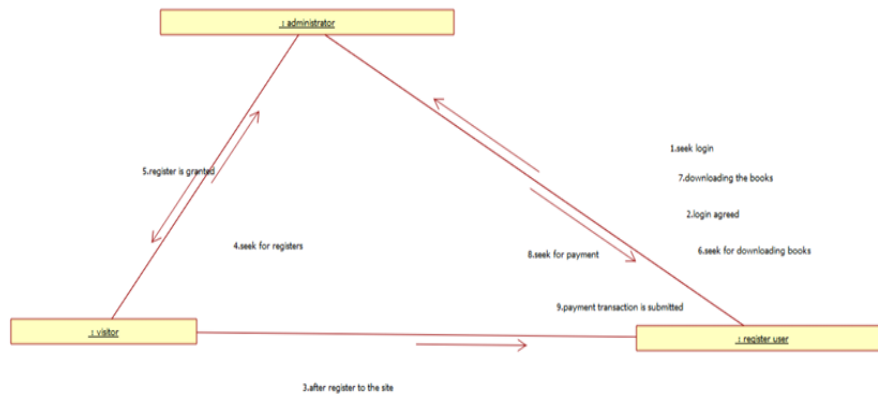 : administrator
1.seek login
5.register is granted
7.downloading the books
2.login agreed
4.seek for registers
8.seek for payment
6.seek for downloading books
9.payment transaction is submitted
: visitor
: register user
3.after register to the site